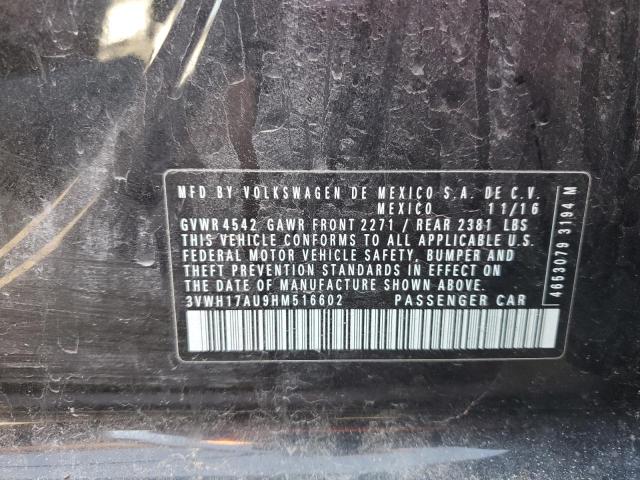 MFD BY VOLKSWAGEN DE MEXICO S.A. DE C.V.
MEXICO 11/16
GVWR 4542 GAWR FRONT 2271 / REAR 2381 LBS
THIS VEHICLE CONFORMS TO ALL APPLICABLE U.S.
FEDERAL MOTOR VEHICLE SAFETY, BUMPER AND
THEFT PREVENTION STANDARDS IN EFFECT ON
THE DATE OF MANUFACTURE SHOWN ABOVE.
3VWH17AU9HM516602 PASSENGER CAR
4653079 3194 M